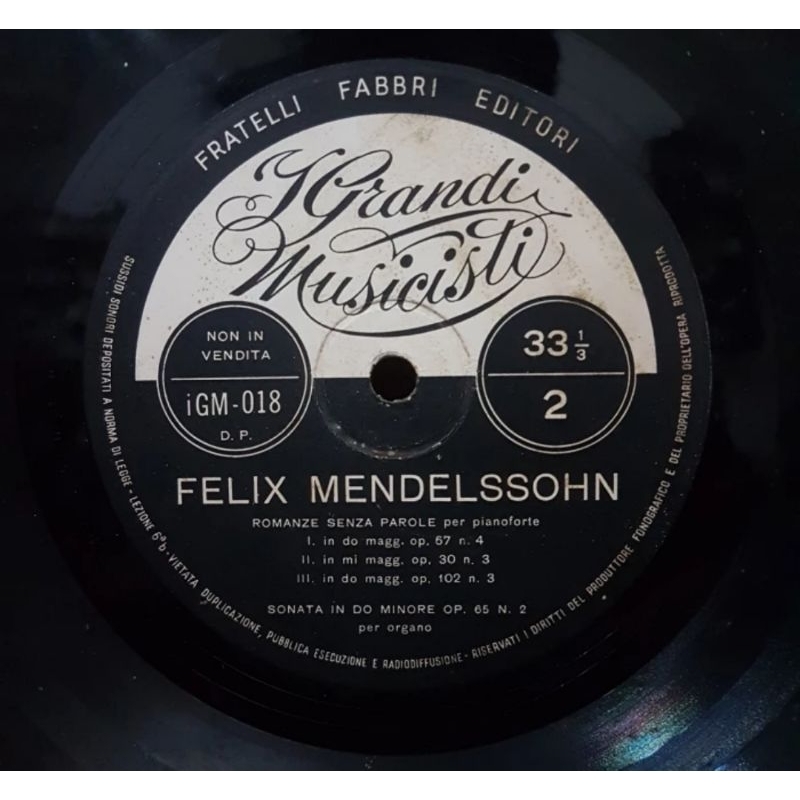 FRATELLI FABBRI EDITORI
I Grandi
Musicisti
NON IN
VENDITA
iGM-018
D. P.
33 1/3
2
FELIX MENDELSSOHN
ROMANZE SENZA PAROLE per pianoforte
I. in do magg. op. 67 n. 4
II. in mi magg. op. 30 n. 3
III. in do magg. op. 102 n. 3
SONATA IN DO MINORE OP. 65 N. 2
per organo
SUSSIDI SONORI DEPOSITATI A NORMA DI LEGGE - LEZIONE 6ªb - VIETATA DUPLICAZIONE, PUBBLICA ESECUZIONE E RADIODIFFUSIONE - RISERVATI I DIRITTI DEL PRODUTTORE FONOGRAFICO E DEL PROPRIETARIO DELL'OPERA RIPRODOTTA